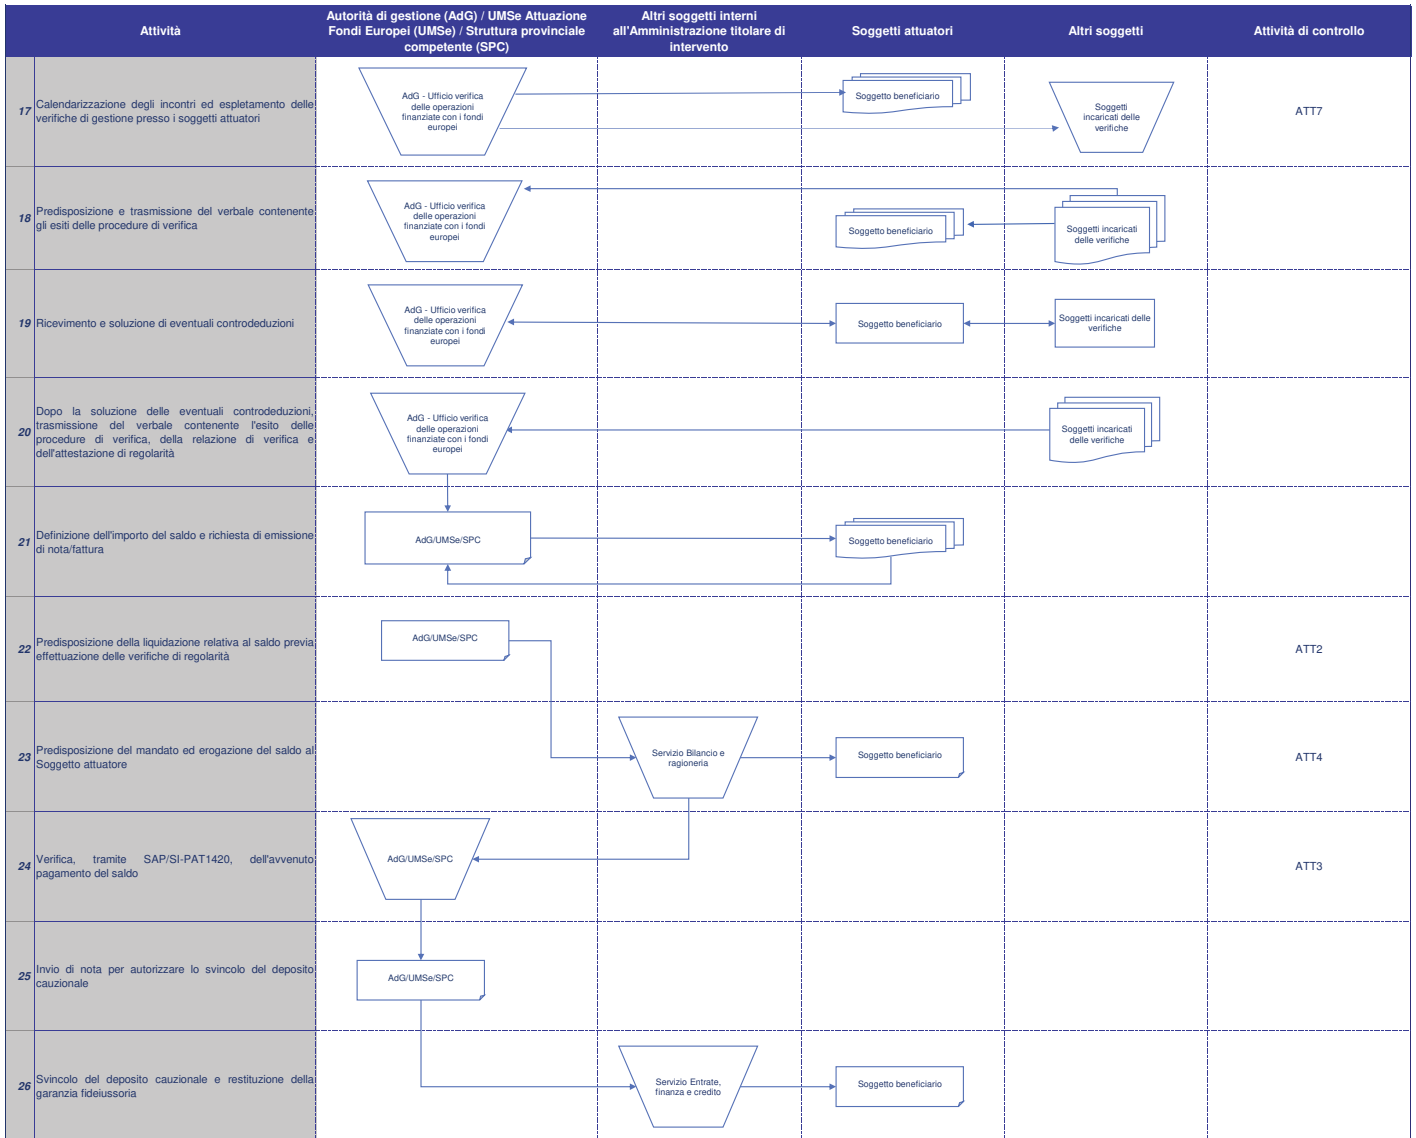 Attività
Autorità di gestione (AdG) / UMSe Attuazione
Fondi Europei (UMSe) / Struttura provinciale
competente (SPC)
Altri soggetti interni
all'Amministrazione titolare di
intervento
Soggetti attuatori
Altri soggetti
Attività di controllo
17
Calendarizzazione degli incontri ed espletamento delle
verifiche di gestione presso i soggetti attuatori
AdG - Ufficio verifica
delle operazioni
finanziate con i fondi
europei
Soggetto beneficiario
Soggetti
incaricati delle
verifiche
ATT7
18
Predisposizione e trasmissione del verbale contenente
gli esiti delle procedure di verifica
AdG - Ufficio verifica
delle operazioni
finanziate con i fondi
europei
Soggetto beneficiario
Soggetti incaricati
delle verifiche
19
Ricevimento e soluzione di eventuali controdeduzioni
AdG - Ufficio verifica
delle operazioni
finanziate con i fondi
europei
Soggetto beneficiario
Soggetti incaricati delle
verifiche
20
Dopo la soluzione delle eventuali controdeduzioni,
trasmissione del verbale contenente l'esito delle
procedure di verifica, della relazione di verifica e
dell'attestazione di regolarità
AdG - Ufficio verifica
delle operazioni
finanziate con i fondi
europei
Soggetti incaricati
delle verifiche
21
Definizione dell'importo del saldo e richiesta di emissione
di nota/fattura
AdG/UMSe/SPC
Soggetto beneficiario
22
Predisposizione della liquidazione relativa al saldo previa
effettuazione delle verifiche di regolarità
AdG/UMSe/SPC
ATT2
23
Predisposizione del mandato ed erogazione del saldo al
Soggetto attuatore
Servizio Bilancio e
ragioneria
Soggetto beneficiario
ATT4
24
Verifica, tramite SAP/SI-PAT1420, dell'avvenuto
pagamento del saldo
AdG/UMSe/SPC
ATT3
25
Invio di nota per autorizzare lo svincolo del deposito
cauzionale
AdG/UMSe/SPC
26
Svincolo del deposito cauzionale e restituzione della
garanzia fideiussoria
Servizio Entrate,
finanza e credito
Soggetto beneficiario